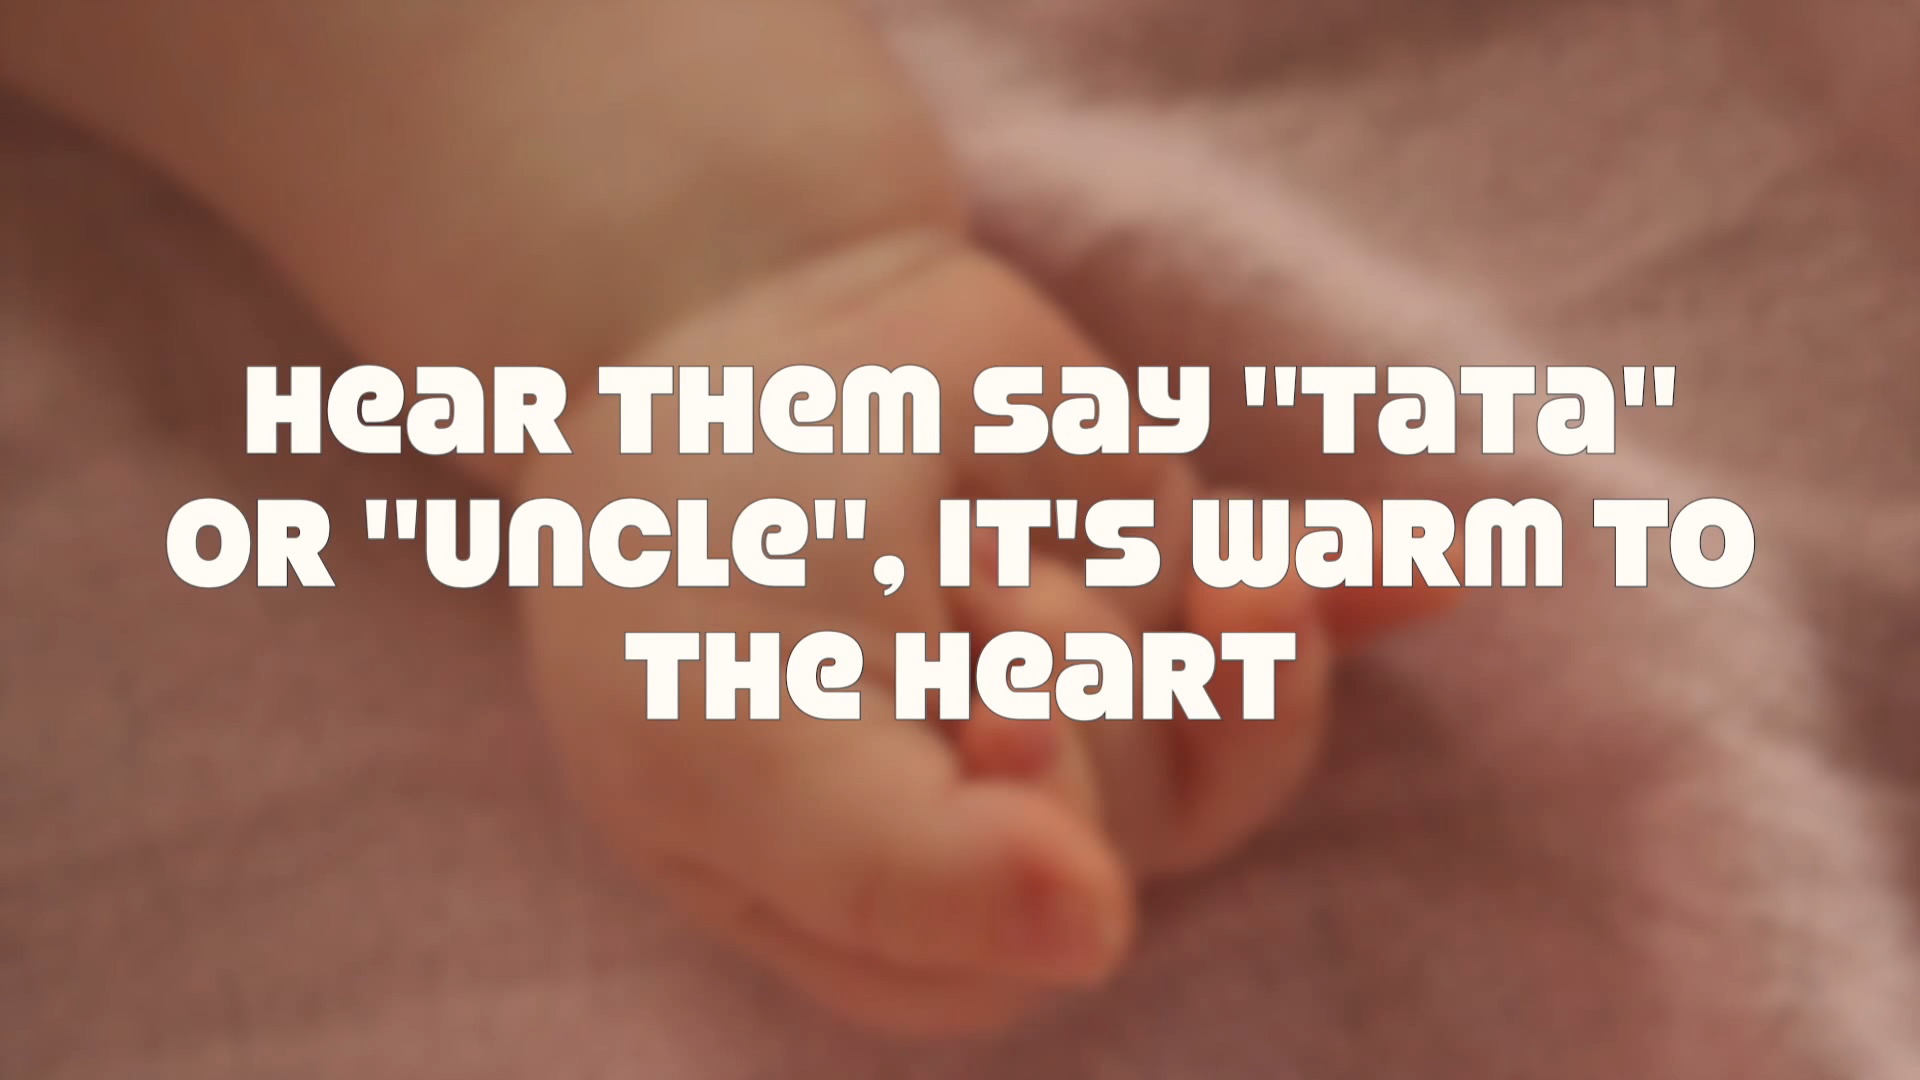 Hear them say "tata"
or "uncle", it's warm to
the heart